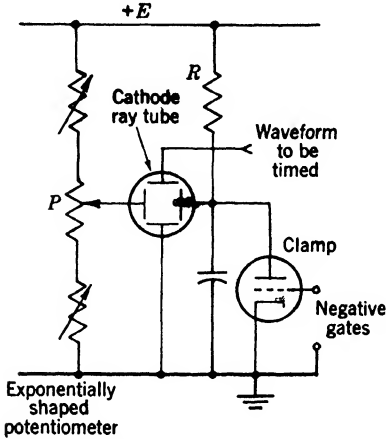 +E
R
Cathode
ray tube
Waveform
to be
timed
P
Clamp
Negative
gates
Exponentially
shaped
potentiometer